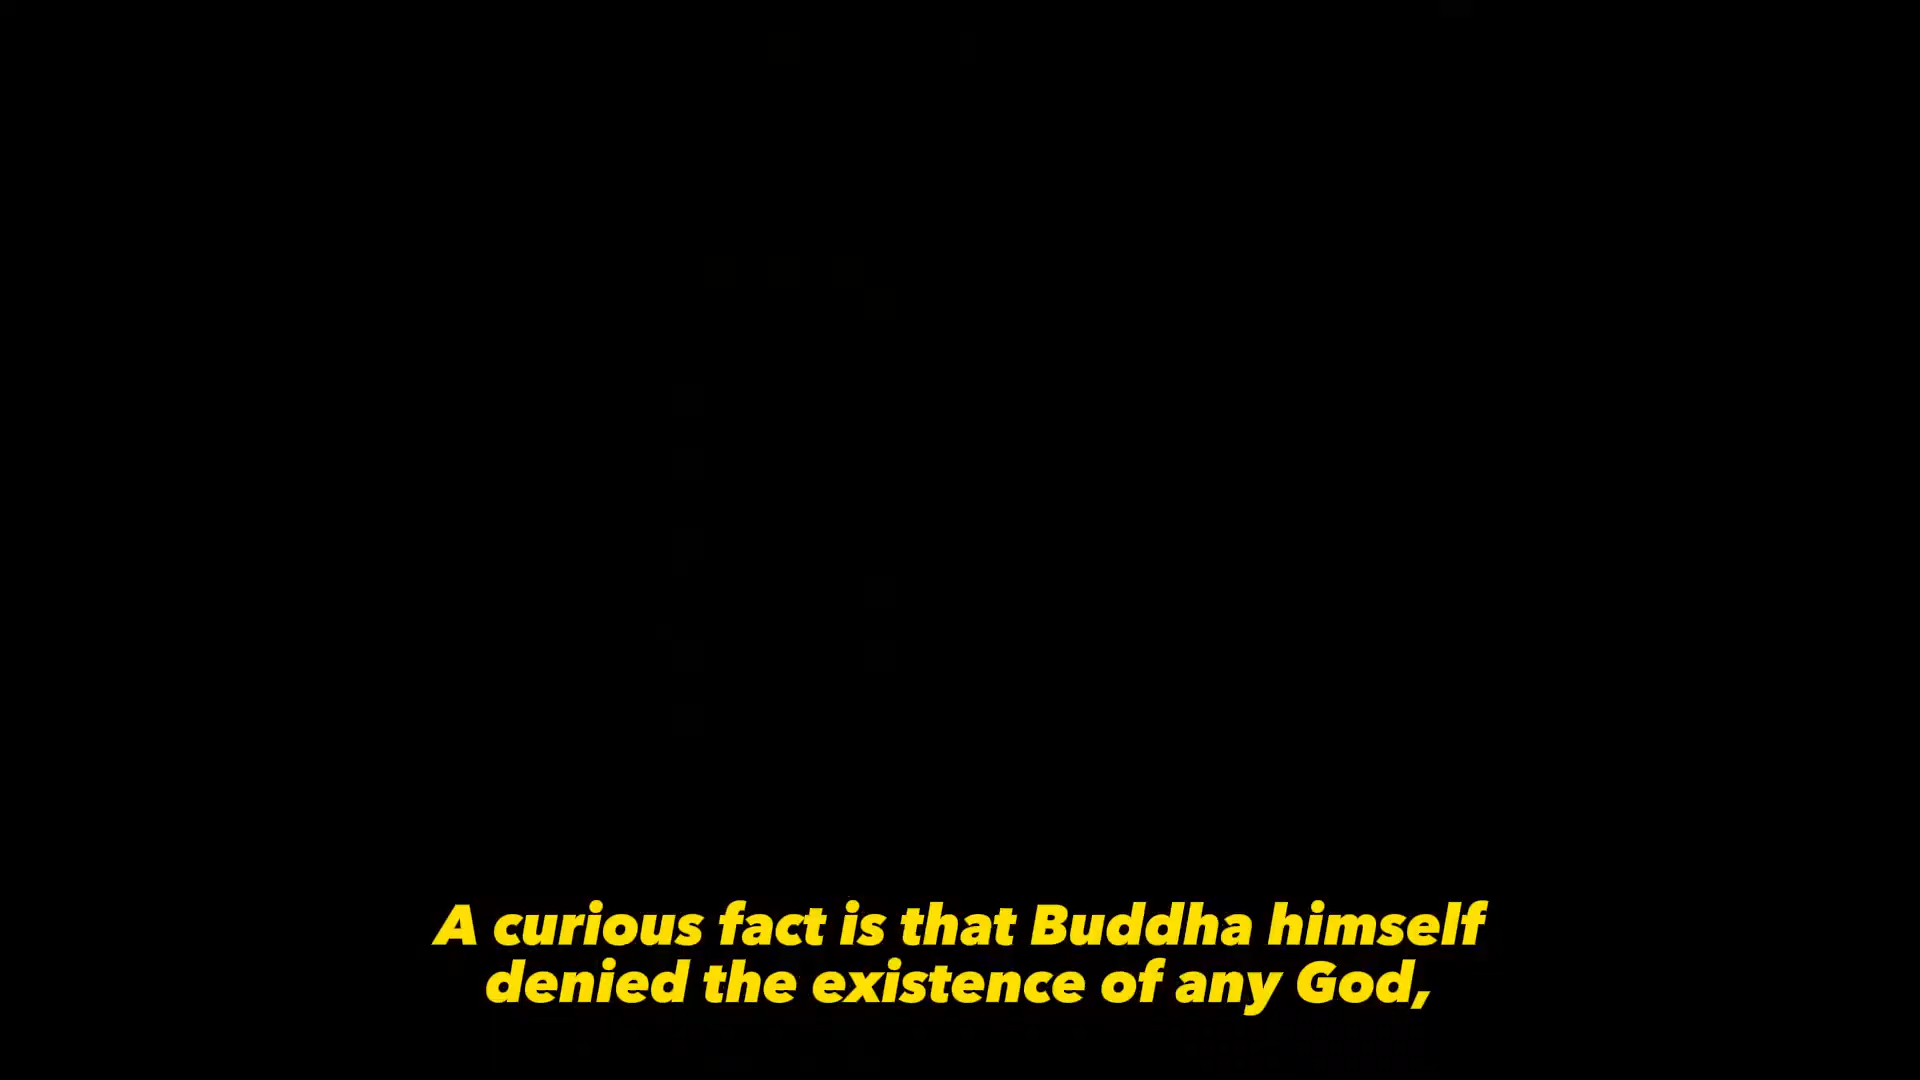 A curious fact is that Buddha himself
denied the existence of any God,